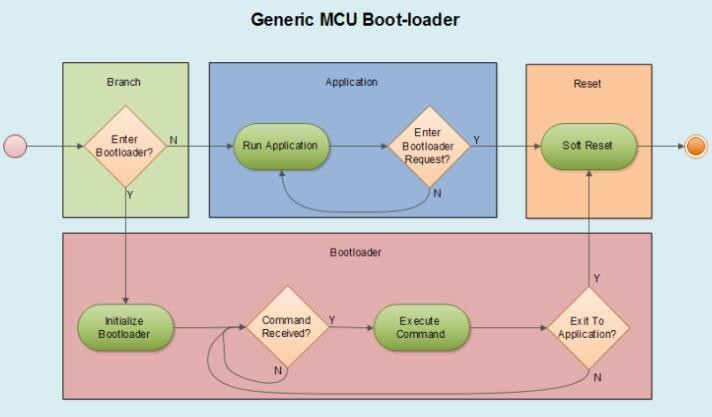 Generic MCU Boot-loader
Branch
Application
Reset
Enter
Bootloader?
N
Y
Run Application
Enter
Bootloader
Request?
Y
N
Soft Reset
Bootloader
Initialize
Bootloader
Command
Received?
Y
N
Execute
Command
Exit To
Application?
Y
N